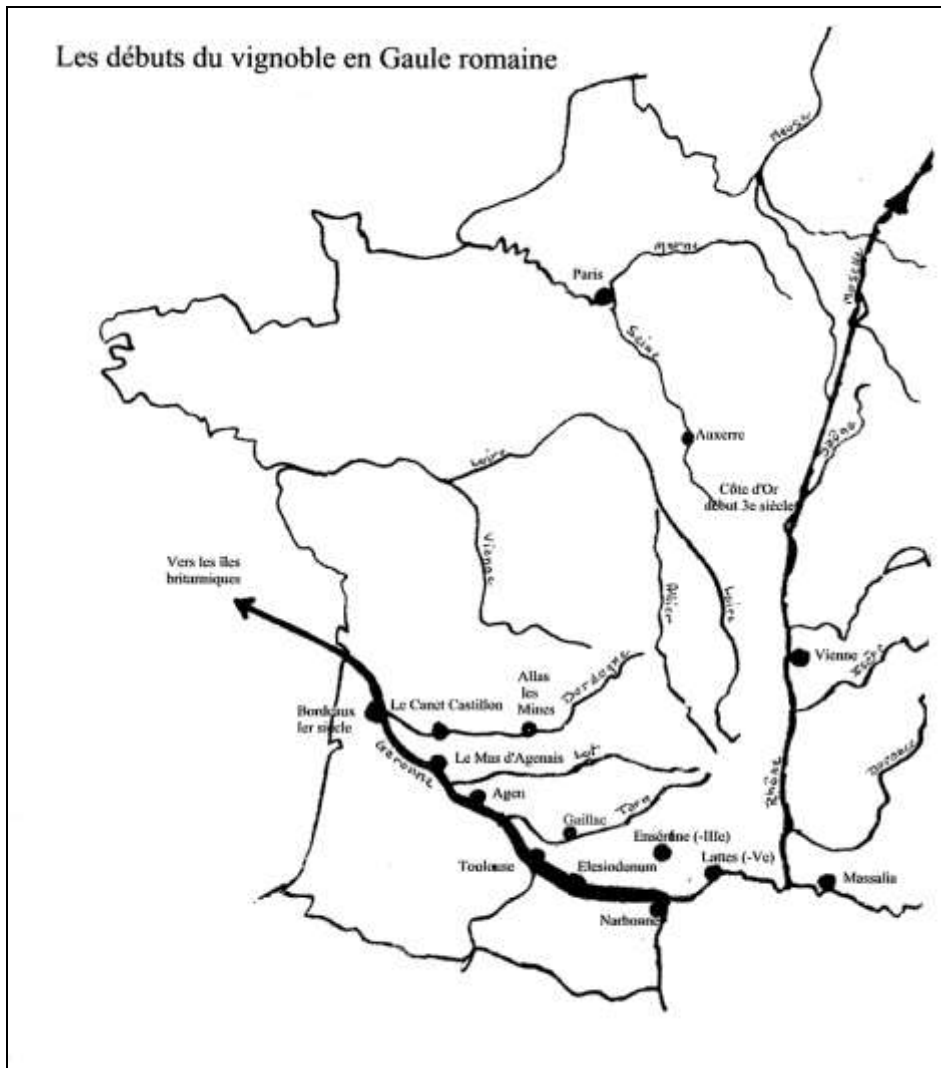 Les débuts du vignoble en Gaule romaine
Meuse
Moselle
Marne
Paris
Seine
Saône
Auxerre
Côte d'Or
début 3e siècle
Loire
Vienne
Allier
Loire
Vers les îles
britanniques
Vienne
Isère
Dordogne
Allas
les
Mines
Le Canet Castillon
Bordeaux
Ier siècle
Garonne
Lot
Le Mas d'Agenais
Durance
Rhône
Agen
Tarn
Gaillac
Ensérune (-IIIe)
Lattes (-Ve)
Toulouse
Elesiodunum
Massalia
Narbonne